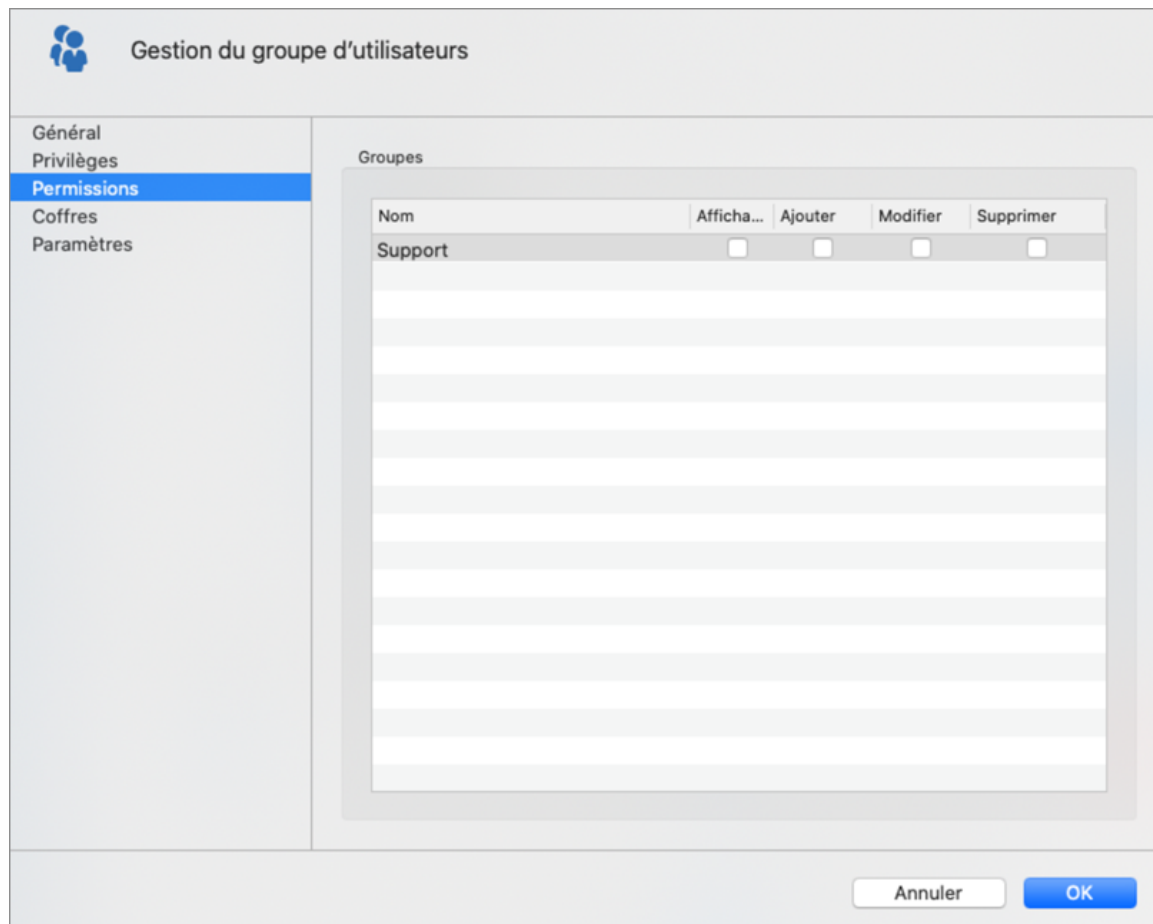 Gestion du groupe d’utilisateurs
Général
Privilèges
Permissions
Coffres
Paramètres
Groupes
Nom Afficha... Ajouter Modifier Supprimer
Support
Annuler OK